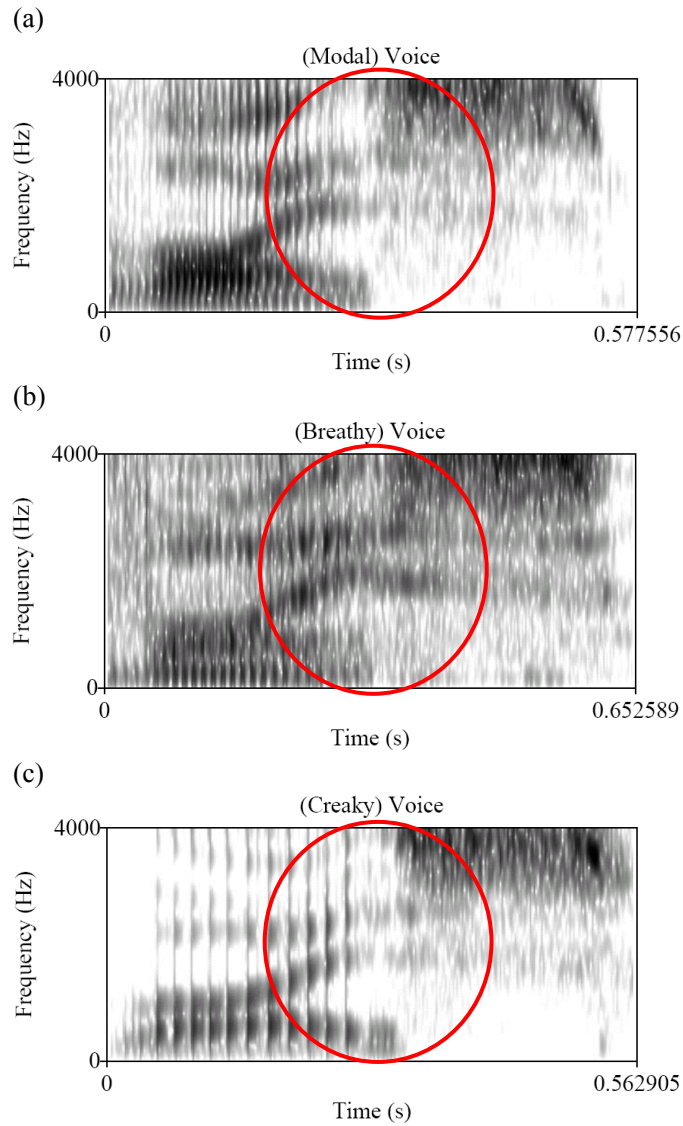 (a)
(Modal) Voice
4000
Frequency (Hz)
0
0
0.577556
Time (s)
(b)
(Breathy) Voice
4000
Frequency (Hz)
0
0
0.652589
Time (s)
(c)
(Creaky) Voice
4000
Frequency (Hz)
0
0
0.562905
Time (s)